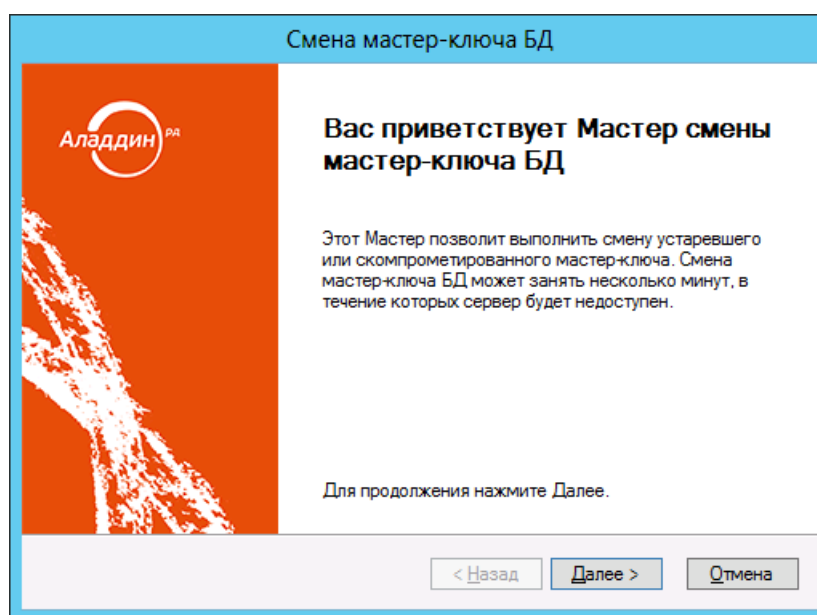 Смена мастер-ключа БД
Аладдин РД
Вас приветствует Мастер смены
мастер-ключа БД
Этот Мастер позволит выполнить смену устаревшего
или скомпрометированного мастер-ключа. Смена
мастер-ключа БД может занять несколько минут, в
течение которых сервер будет недоступен.
Для продолжения нажмите Далее.
< Назад
Далее >
Отмена